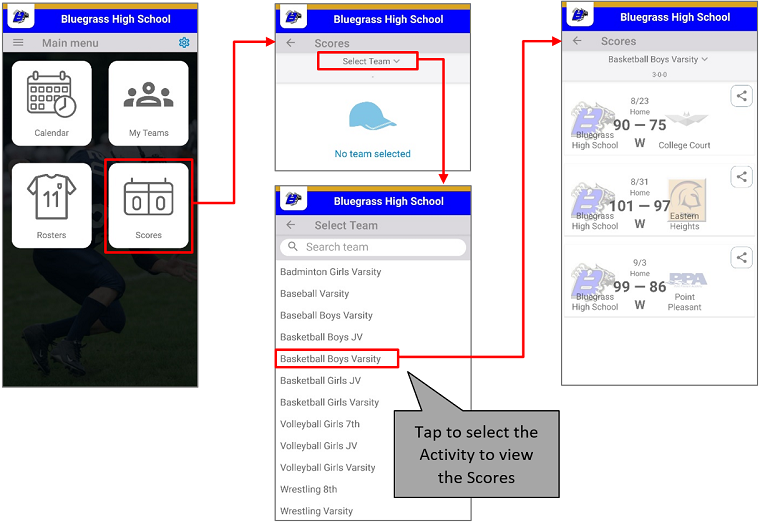 Bluegrass High School
Main menu
Calendar
My Teams
11
Rosters
0 0
Scores
Bluegrass High School
Scores
Select Team
-
No team selected
Bluegrass High School
Select Team
Search team
Badminton Girls Varsity
Baseball Varsity
Baseball Boys Varsity
Basketball Boys JV
Basketball Boys Varsity
Basketball Girls JV
Basketball Girls Varsity
Volleyball Girls 7th
Volleyball Girls JV
Volleyball Girls Varsity
Wrestling 8th
Wrestling Varsity
Tap to select the
Activity to view
the Scores
Bluegrass High School
Scores
Basketball Boys Varsity
3-0-0
8/23
Home
90 — 75
Bluegrass
High School
W
College Court
8/31
Home
101 — 97
Bluegrass
High School
W
Eastern
Heights
9/3
Home
PPA
99 — 86
Bluegrass
High School
W
Point
Pleasant